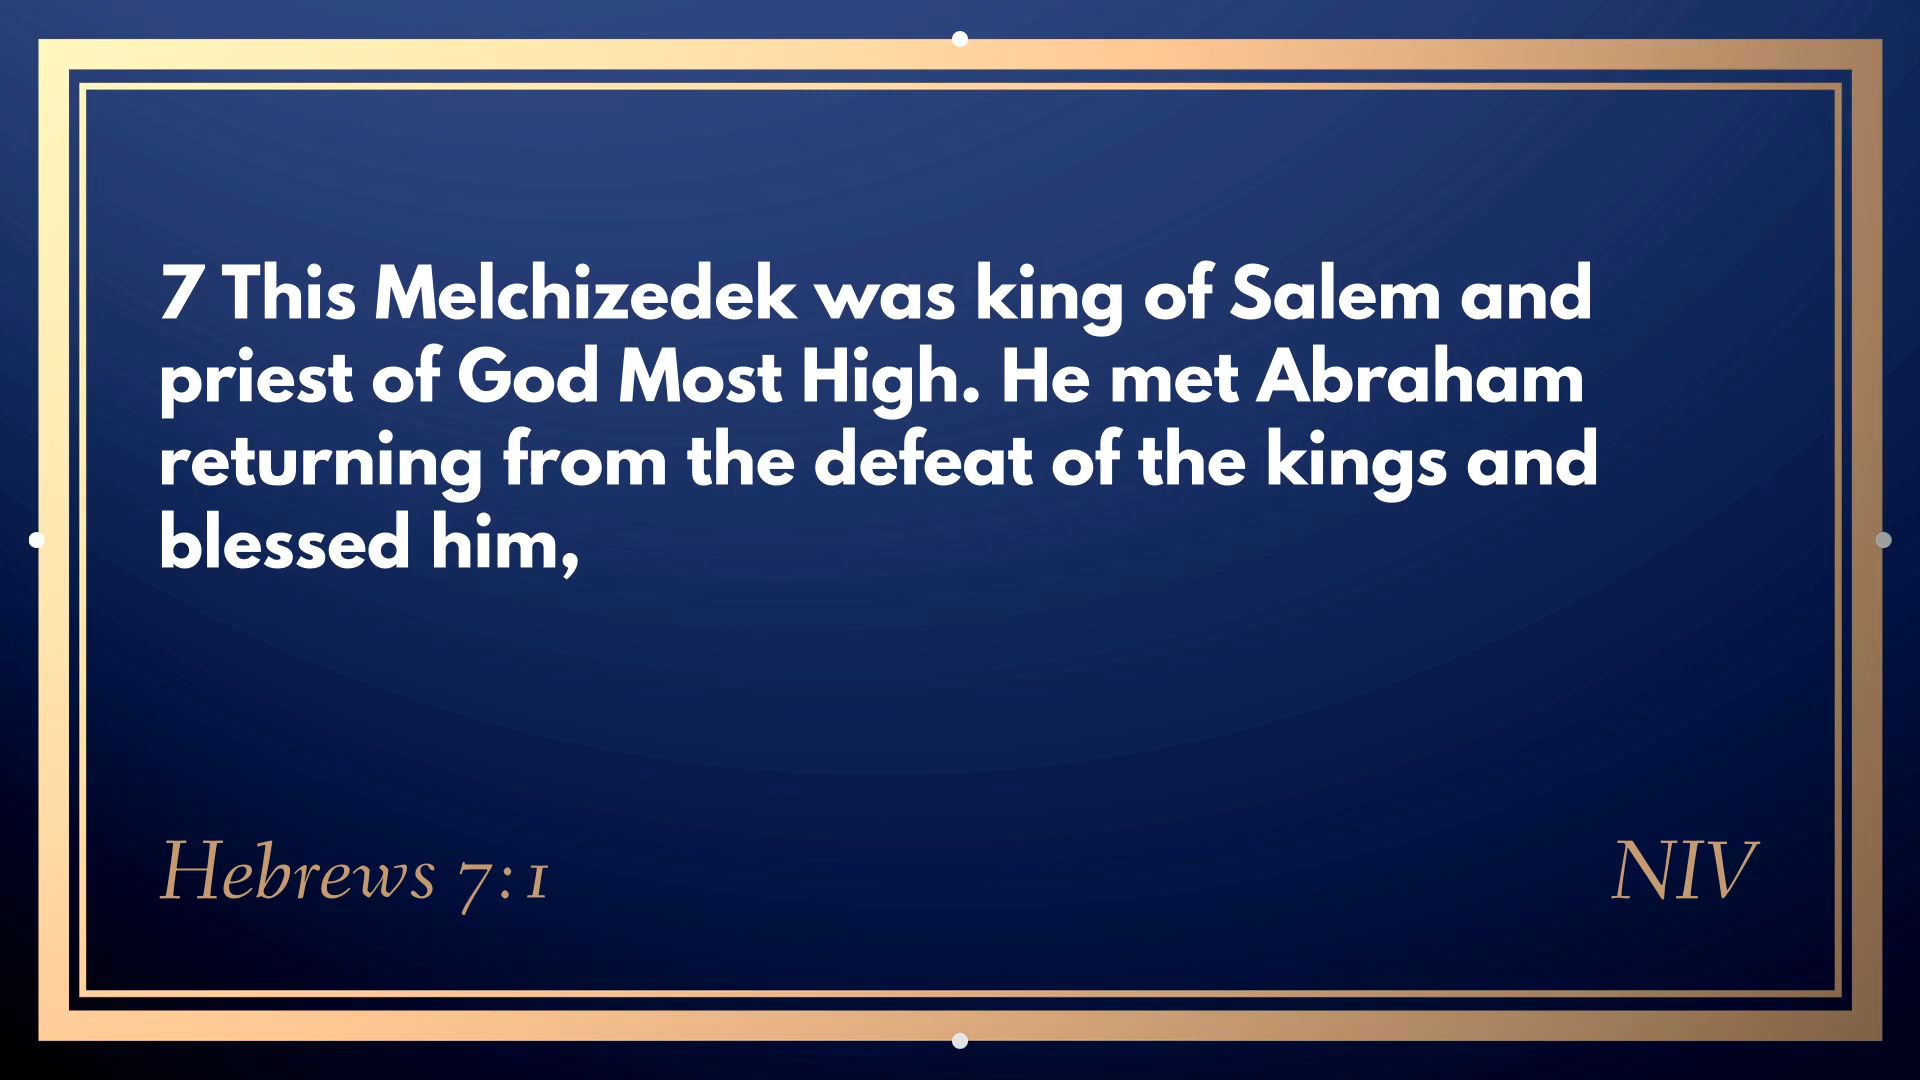 7 This Melchizedek was king of Salem and
priest of God Most High. He met Abraham
returning from the defeat of the kings and
blessed him,
Hebrews 7:1
NIV